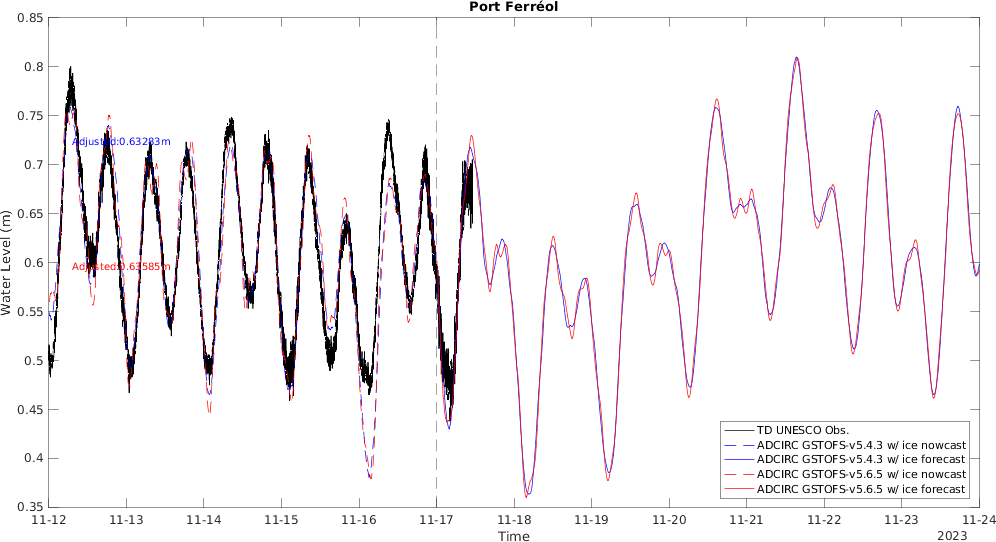 Port Ferréol
0.85
0.8
0.75
0.7
0.65
0.6
0.55
0.5
0.45
0.4
0.35
Water Level (m)
Adjusted:0.63283m
Adjusted:0.63585m
TD UNESCO Obs.
ADCIRC GSTOFS-v5.4.3 w/ ice nowcast
ADCIRC GSTOFS-v5.4.3 w/ ice forecast
ADCIRC GSTOFS-v5.6.5 w/ ice nowcast
ADCIRC GSTOFS-v5.6.5 w/ ice forecast
11-12 11-13 11-14 11-15 11-16 11-17 11-18 11-19 11-20 11-21 11-22 11-23 11-24
Time
2023